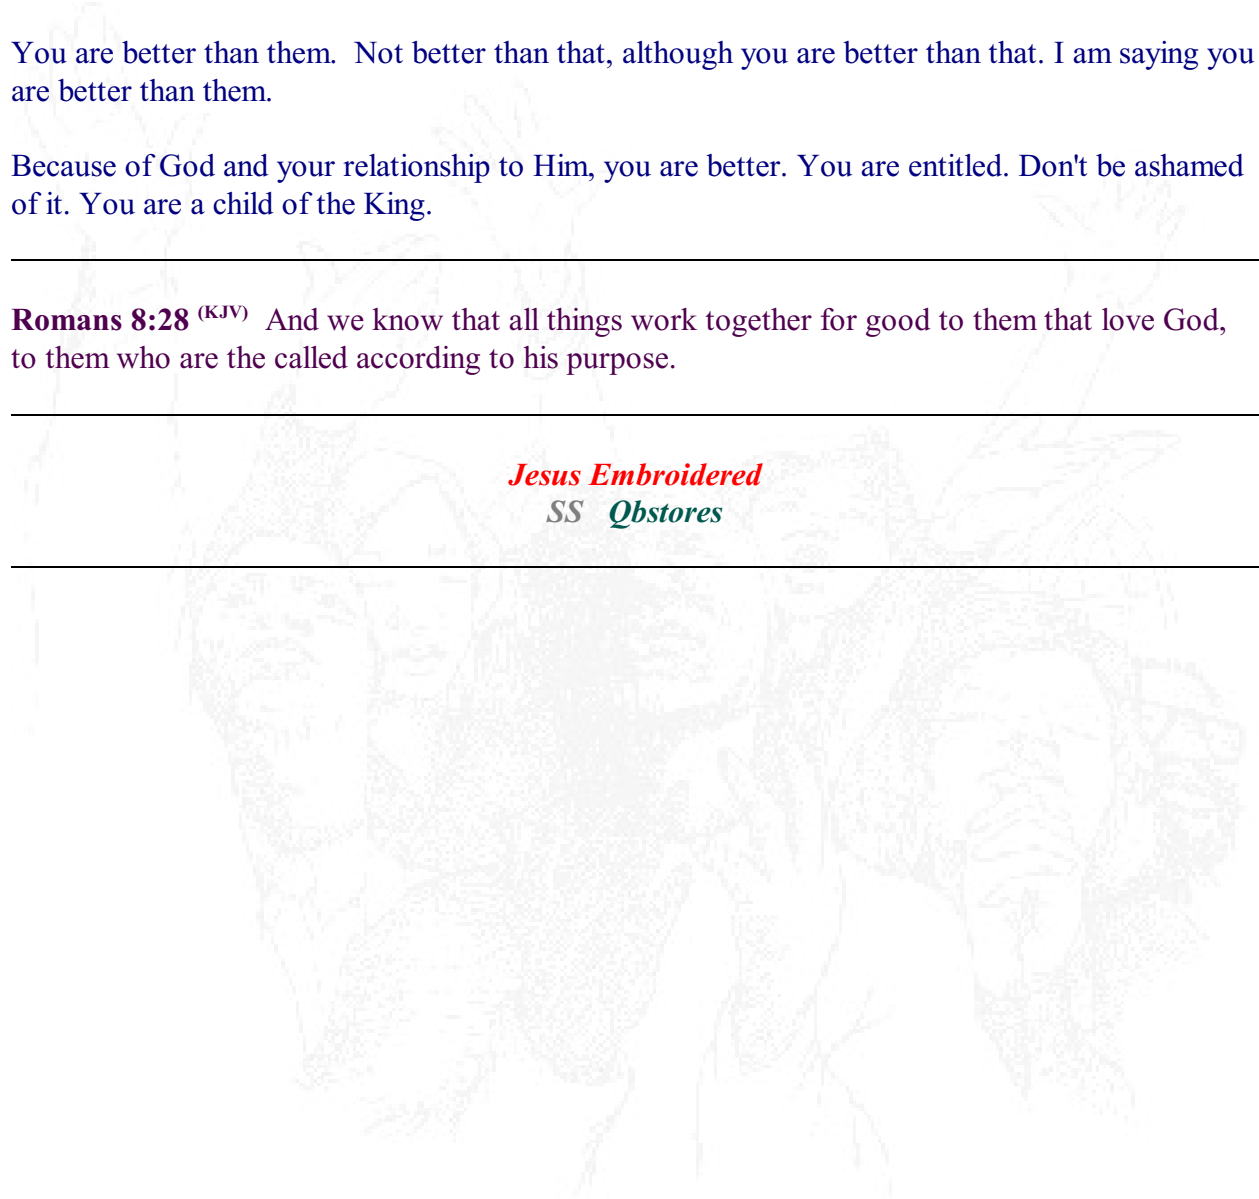 You are better than them.  Not better than that, although you are better than that. I am saying you
are better than them.
Because of God and your relationship to Him, you are better. You are entitled. Don't be ashamed
of it. You are a child of the King.
Romans 8:28 (KJV)  And we know that all things work together for good to them that love God,
to them who are the called according to his purpose.
Jesus Embroidered
SS   Qbstores